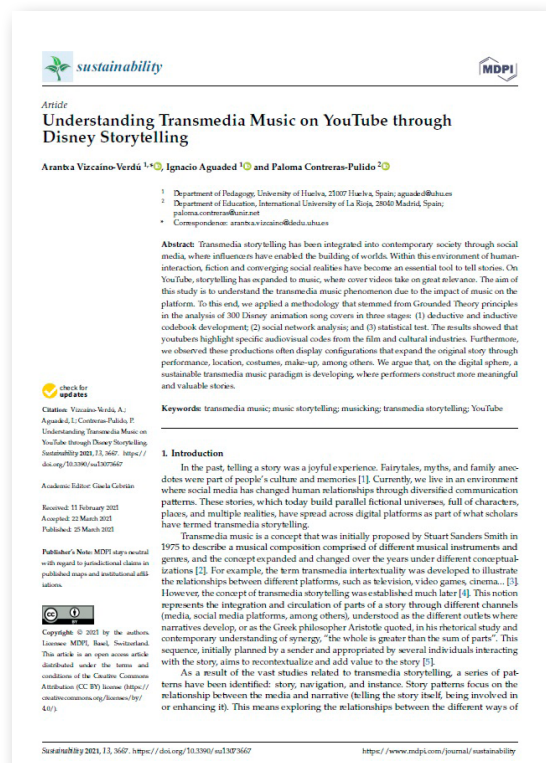 sustainability
MDPI
Article
Understanding Transmedia Music on YouTube through
Disney Storytelling
Arantxa Vizcaíno-Verdú 1,*, Ignacio Aguaded 1 and Paloma Contreras-Pulido 2
1 Department of Pedagogy, University of Huelva, 21007 Huelva, Spain; aguaded@uhu.es
2 Department of Education, International University of La Rioja, 28040 Madrid, Spain;
paloma.contreras@unir.net
* Correspondence: arantxa.vizcaino@dedu.uhu.es
Abstract: Transmedia storytelling has been integrated into contemporary society through social
media, where influencers have enabled the building of worlds. Within this environment of human-
interaction, fiction and converging social realities have become an essential tool to tell stories. On
YouTube, storytelling has expanded to music, where cover videos take on great relevance. The aim of
this study is to understand the transmedia music phenomenon due to the impact of music on the
platform. To this end, we applied a methodology that stemmed from Grounded Theory principles
in the analysis of 300 Disney animation song covers in three stages: (1) deductive and inductive
codebook development; (2) social network analysis; and (3) statistical test. The results showed that
youtubers highlight specific audiovisual codes from the film and cultural industries. Furthermore,
we observed these productions often display configurations that expand the original story through
performance, location, costumes, make-up, among others. We argue that, on the digital sphere, a
sustainable transmedia music paradigm is developing, where performers construct more meaningful
and valuable stories.
Keywords: transmedia music; music storytelling; musicking; transmedia storytelling; YouTube
check for
updates
Citation: Vizcaíno-Verdú, A.;
Aguaded, I.; Contreras-Pulido, P.
Understanding Transmedia Music on
YouTube through Disney Storytelling.
Sustainability 2021, 13, 3667. https://
doi.org/10.3390/su13073667
Academic Editor: Gisela Cebrián
Received: 11 February 2021
Accepted: 22 March 2021
Published: 25 March 2021
Publisher's Note: MDPI stays neutral
with regard to jurisdictional claims in
published maps and institutional affil-
iations.
cc BY
Copyright: © 2021 by the authors.
Licensee MDPI, Basel, Switzerland.
This article is an open access article
distributed under the terms and
conditions of the Creative Commons
Attribution (CC BY) license (https://
creativecommons.org/licenses/by/
4.0/).
1. Introduction
In the past, telling a story was a joyful experience. Fairytales, myths, and family anec-
dotes were part of people's culture and memories [1]. Currently, we live in an environment
where social media has changed human relationships through diversified communication
patterns. These stories, which today build parallel fictional universes, full of characters,
places, and multiple realities, have spread across digital platforms as part of what scholars
have termed transmedia storytelling.
Transmedia music is a concept that was initially proposed by Stuart Sanders Smith in
1975 to describe a musical composition comprised of different musical instruments and
genres, and the concept expanded and changed over the years under different conceptual-
izations [2]. For example, the term transmedia intertextuality was developed to illustrate
the relationships between different platforms, such as television, video games, cinema... [3].
However, the concept of transmedia storytelling was established much later [4]. This notion
represents the integration and circulation of parts of a story through different channels
(media, social media platforms, among others), understood as the different outlets where
narratives develop, or as the Greek philosopher Aristotle quoted, in his rhetorical study and
contemporary understanding of synergy, "the whole is greater than the sum of parts". This
sequence, initially planned by a sender and appropriated by several individuals interacting
with the story, aims to recontextualize and add value to the story [5].
As a result of the vast studies related to transmedia storytelling, a series of pat-
terns have been identified: story, navigation, and instance. Story patterns focus on the
relationship between the media and narrative (telling the story itself, being involved in
or enhancing it). This means exploring the relationships between the different ways of
Sustainability 2021, 13, 3667. https://doi.org/10.3390/su13073667
https://www.mdpi.com/journal/sustainability